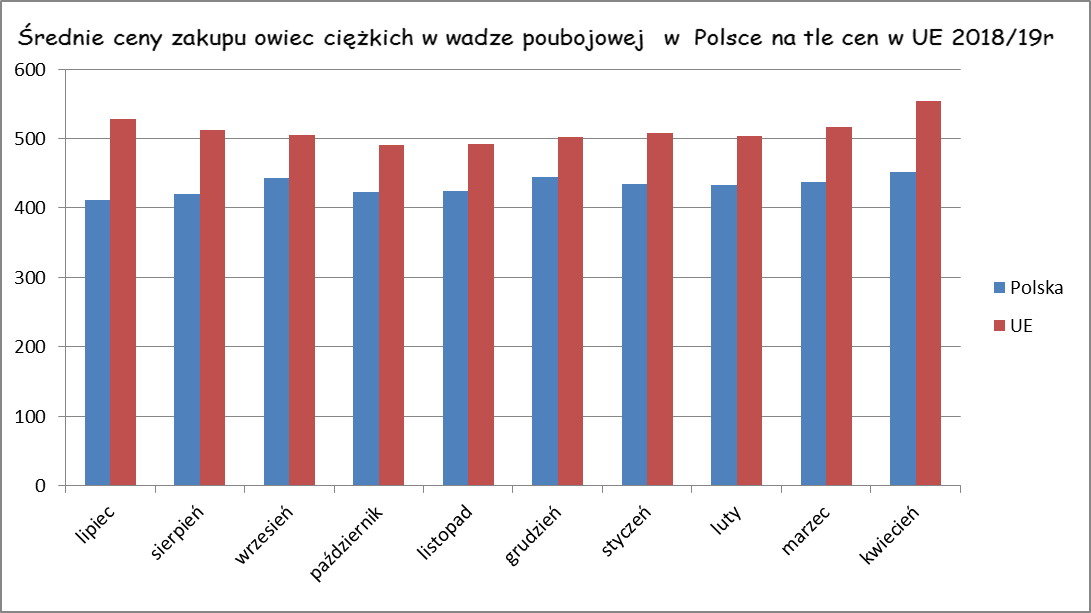 Średnie ceny zakupu owiec ciężkich w wadze poubojowej w Polsce na tle cen w UE 2018/19r
600
500
400
300
200
100
0
lipiec
sierpień
wrzesień
październik
listopad
grudzień
styczeń
luty
marzec
kwiecień
Polska
UE